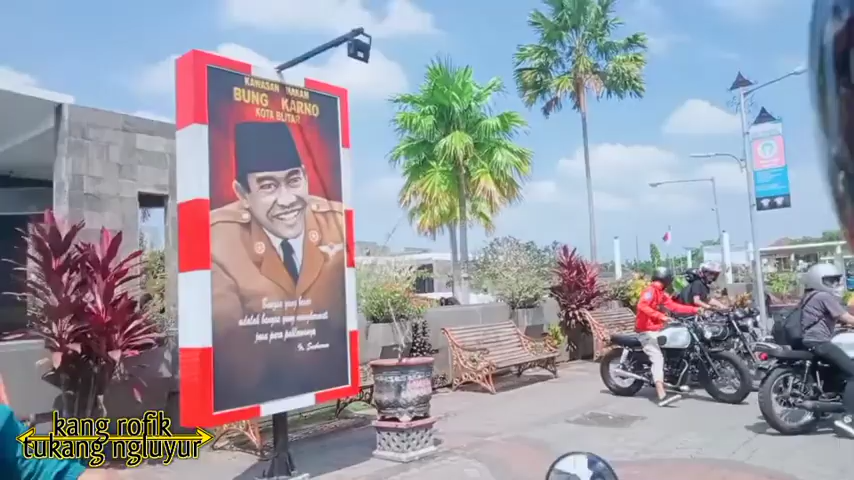 KAWASAN MAKAM
BUNG KARNO
KOTA BLITAR
Bangsa yang besar
adalah bangsa yang menghormati
jasa para pahlawannya.
Ir. Soekarno
kang rofik
tukang ngluyur